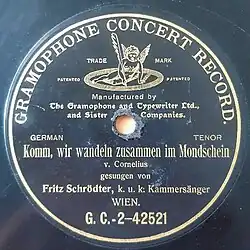 GRAMOPHONE CONCERT RECORD.
TRADE MARK
PATENTED PATENTED
Manufactured by
The Gramophone and Typewriter Ltd.,
and Sister Companies.
GERMAN TENOR
Komm, wir wandeln zusammen im Mondschein
v. Cornelius
gesungen von
Fritz Schrödter, k. u. k. Kammersänger
WIEN.
G. C.-2-42521